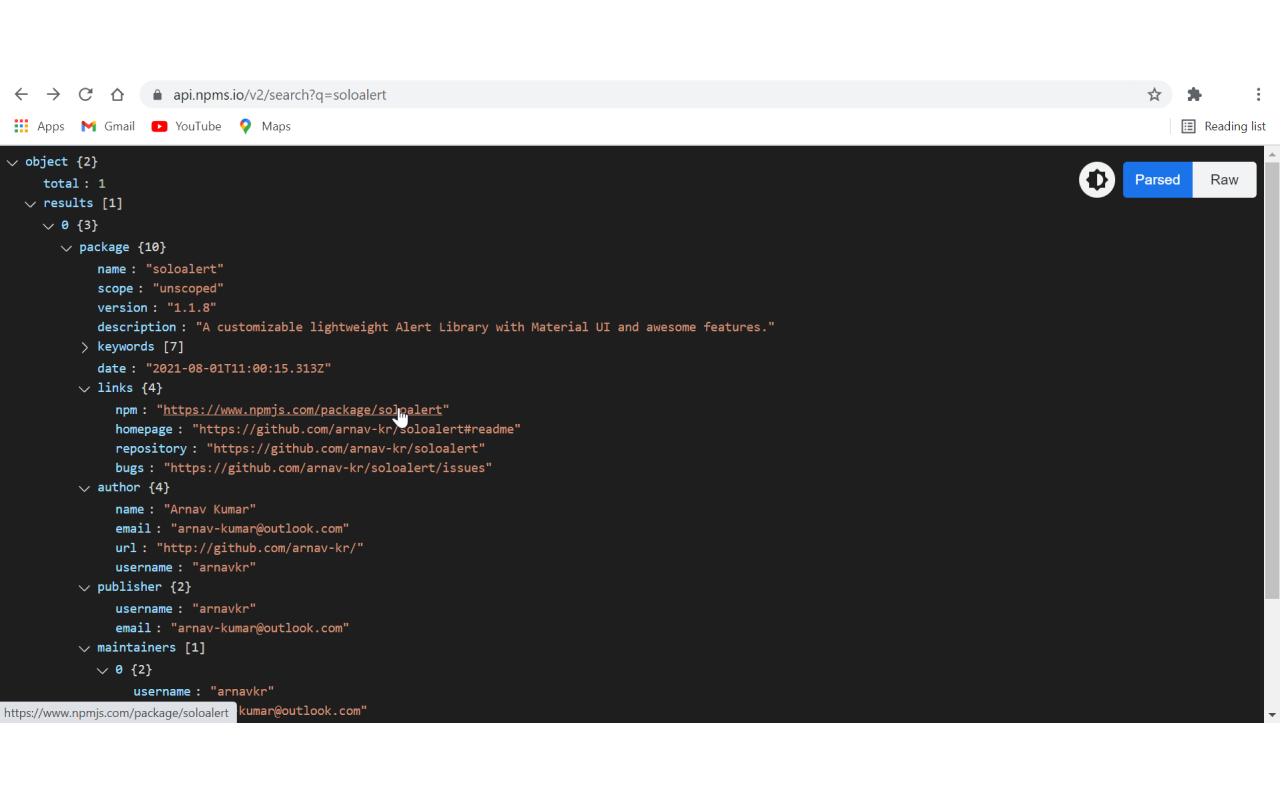 api.npms.io/v2/search?q=soloalert
Apps Gmail YouTube Maps Reading list
object {2}
Parsed Raw
total : 1
results [1]
0 {3}
package {10}
name : "soloalert"
scope : "unscoped"
version : "1.1.8"
description : "A customizable lightweight Alert Library with Material UI and awesome features."
keywords [7]
date : "2021-08-01T11:00:15.313Z"
links {4}
npm : "https://www.npmjs.com/package/soloalert"
homepage : "https://github.com/arnav-kr/soloalert#readme"
repository : "https://github.com/arnav-kr/soloalert"
bugs : "https://github.com/arnav-kr/soloalert/issues"
author {4}
name : "Arnav Kumar"
email : "arnav-kumar@outlook.com"
url : "http://github.com/arnav-kr/"
username : "arnavkr"
publisher {2}
username : "arnavkr"
email : "arnav-kumar@outlook.com"
maintainers [1]
0 {2}
username : "arnavkr"
kumar@outlook.com"
https://www.npmjs.com/package/soloalert